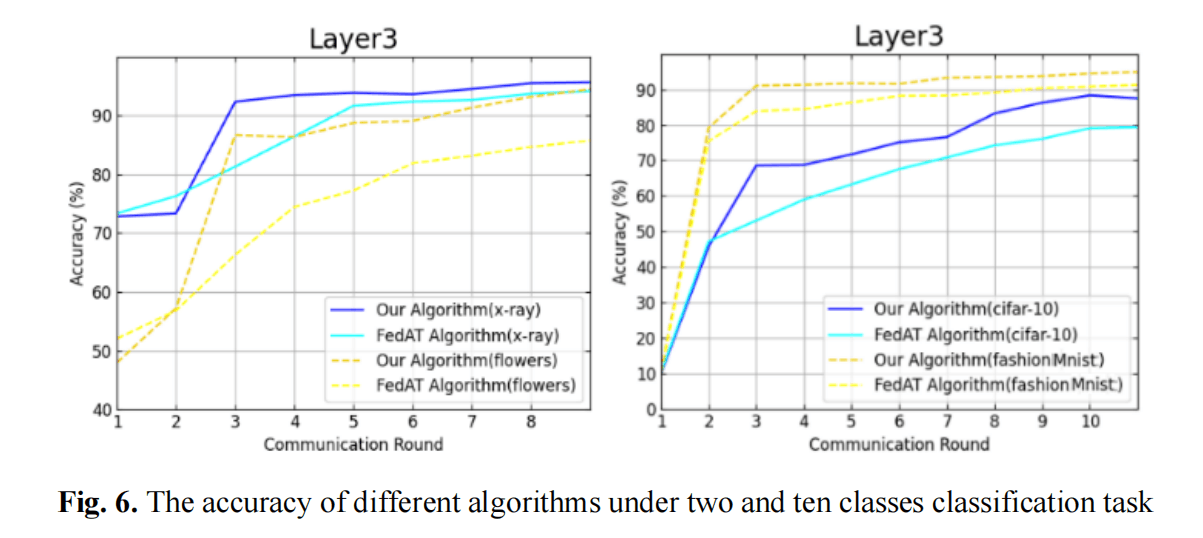 Layer3
Accuracy (%)
90
80
70
60
50
40
1 2 3 4 5 6 7 8
Communication Round
Our Algorithm(x-ray)
FedAT Algorithm(x-ray)
Our Algorithm(flowers)
FedAT Algorithm(flowers)
Layer3
Accuracy (%)
90
80
70
60
50
40
30
20
10
0
1 2 3 4 5 6 7 8 9 10
Communication Round
Our Algorithm(cifar-10)
FedAT Algorithm(cifar-10)
Our Algorithm(fashionMnist)
FedAT Algorithm(fashionMnist)
Fig. 6. The accuracy of different algorithms under two and ten classes classification task